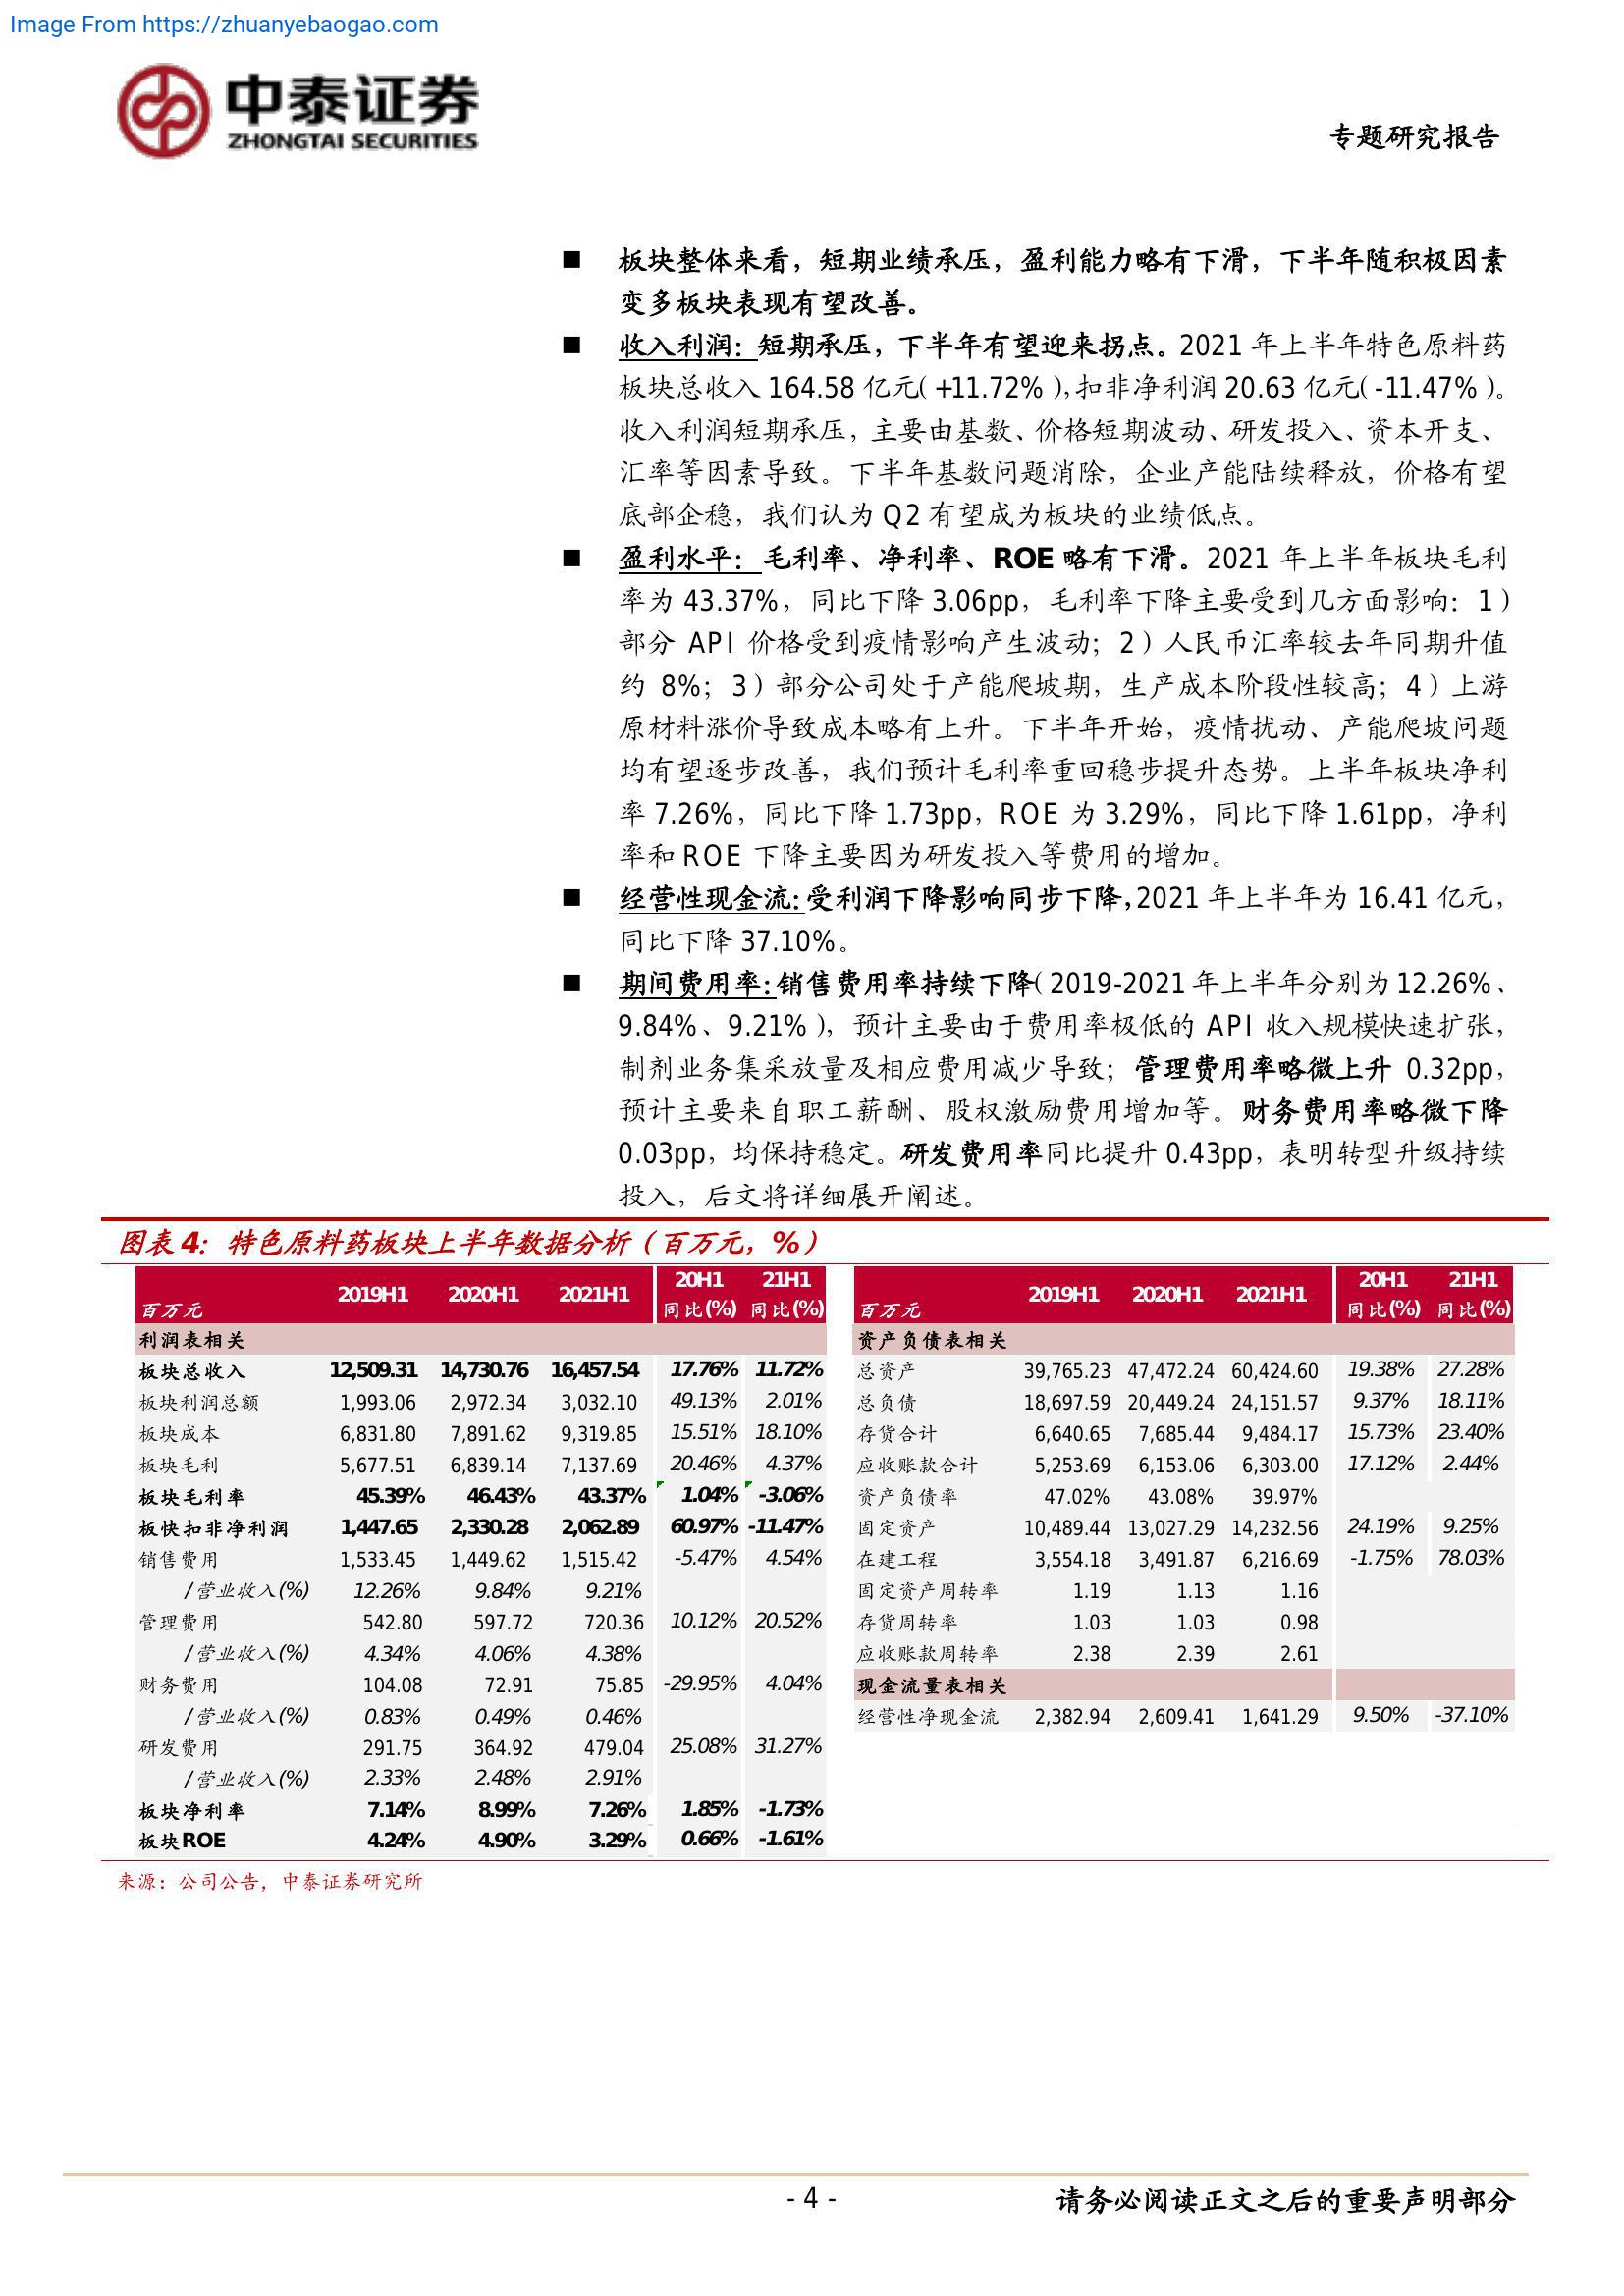 Image From https://zhuanyebaogao.com
中泰证券
ZHONGTAI SECURITIES
专题研究报告
■ 板块整体来看，短期业绩承压，盈利能力略有下滑，下半年随积极因素
变多板块表现有望改善。
■ 收入利润：短期承压，下半年有望迎来拐点。2021 年上半年特色原料药
板块总收入 164.58 亿元（+11.72%），扣非净利润 20.63 亿元（-11.47%）。
收入利润短期承压，主要由基数、价格短期波动、研发投入、资本开支、
汇率等因素导致。下半年基数问题消除，企业产能陆续释放，价格有望
底部企稳，我们认为 Q2 有望成为板块的业绩低点。
■ 盈利水平：毛利率、净利率、ROE 略有下滑。2021 年上半年板块毛利
率为 43.37%，同比下降 3.06pp，毛利率下降主要受到几方面影响：1）
部分 API 价格受到疫情影响产生波动；2）人民币汇率较去年同期升值
约 8%；3）部分公司处于产能爬坡期，生产成本阶段性较高；4）上游
原材料涨价导致成本略有上升。下半年开始，疫情扰动、产能爬坡问题
均有望逐步改善，我们预计毛利率重回稳步提升态势。上半年板块净利
率 7.26%，同比下降 1.73pp，ROE 为 3.29%，同比下降 1.61pp，净利
率和 ROE 下降主要因为研发投入等费用的增加。
■ 经营性现金流：受利润下降影响同步下降，2021 年上半年为 16.41 亿元，
同比下降 37.10%。
■ 期间费用率：销售费用率持续下降（2019-2021 年上半年分别为 12.26%、
9.84%、9.21%），预计主要由于费用率极低的 API 收入规模快速扩张，
制剂业务集采放量及相应费用减少导致；管理费用率略微上升 0.32pp，
预计主要来自职工薪酬、股权激励费用增加等。财务费用率略微下降
0.03pp，均保持稳定。研发费用率同比提升 0.43pp，表明转型升级持续
投入，后文将详细展开阐述。
图表 4：特色原料药板块上半年数据分析（百万元，%）
百万元 2019H1 2020H1 2021H1 20H1 同比(%) 21H1 同比(%)
利润表相关
板块总收入 12,509.31 14,730.76 16,457.54 17.76% 11.72%
板块利润总额 1,993.06 2,972.34 3,032.10 49.13% 2.01%
板块成本 6,831.80 7,891.62 9,319.85 15.51% 18.10%
板块毛利 5,677.51 6,839.14 7,137.69 20.46% 4.37%
板块毛利率 45.39% 46.43% 43.37% 1.04% -3.06%
板快扣非净利润 1,447.65 2,330.28 2,062.89 60.97% -11.47%
销售费用 1,533.45 1,449.62 1,515.42 -5.47% 4.54%
/营业收入(%) 12.26% 9.84% 9.21%
管理费用 542.80 597.72 720.36 10.12% 20.52%
/营业收入(%) 4.34% 4.06% 4.38%
财务费用 104.08 72.91 75.85 -29.95% 4.04%
/营业收入(%) 0.83% 0.49% 0.46%
研发费用 291.75 364.92 479.04 25.08% 31.27%
/营业收入(%) 2.33% 2.48% 2.91%
板块净利率 7.14% 8.99% 7.26% 1.85% -1.73%
板块ROE 4.24% 4.90% 3.29% 0.66% -1.61%
百万元 2019H1 2020H1 2021H1 20H1 同比(%) 21H1 同比(%)
资产负债表相关
总资产 39,765.23 47,472.24 60,424.60 19.38% 27.28%
总负债 18,697.59 20,449.24 24,151.57 9.37% 18.11%
存货合计 6,640.65 7,685.44 9,484.17 15.73% 23.40%
应收账款合计 5,253.69 6,153.06 6,303.00 17.12% 2.44%
资产负债率 47.02% 43.08% 39.97%
固定资产 10,489.44 13,027.29 14,232.56 24.19% 9.25%
在建工程 3,554.18 3,491.87 6,216.69 -1.75% 78.03%
固定资产周转率 1.19 1.13 1.16
存货周转率 1.03 1.03 0.98
应收账款周转率 2.38 2.39 2.61
现金流量表相关
经营性净现金流 2,382.94 2,609.41 1,641.29 9.50% -37.10%
来源：公司公告，中泰证券研究所
- 4 -
请务必阅读正文之后的重要声明部分